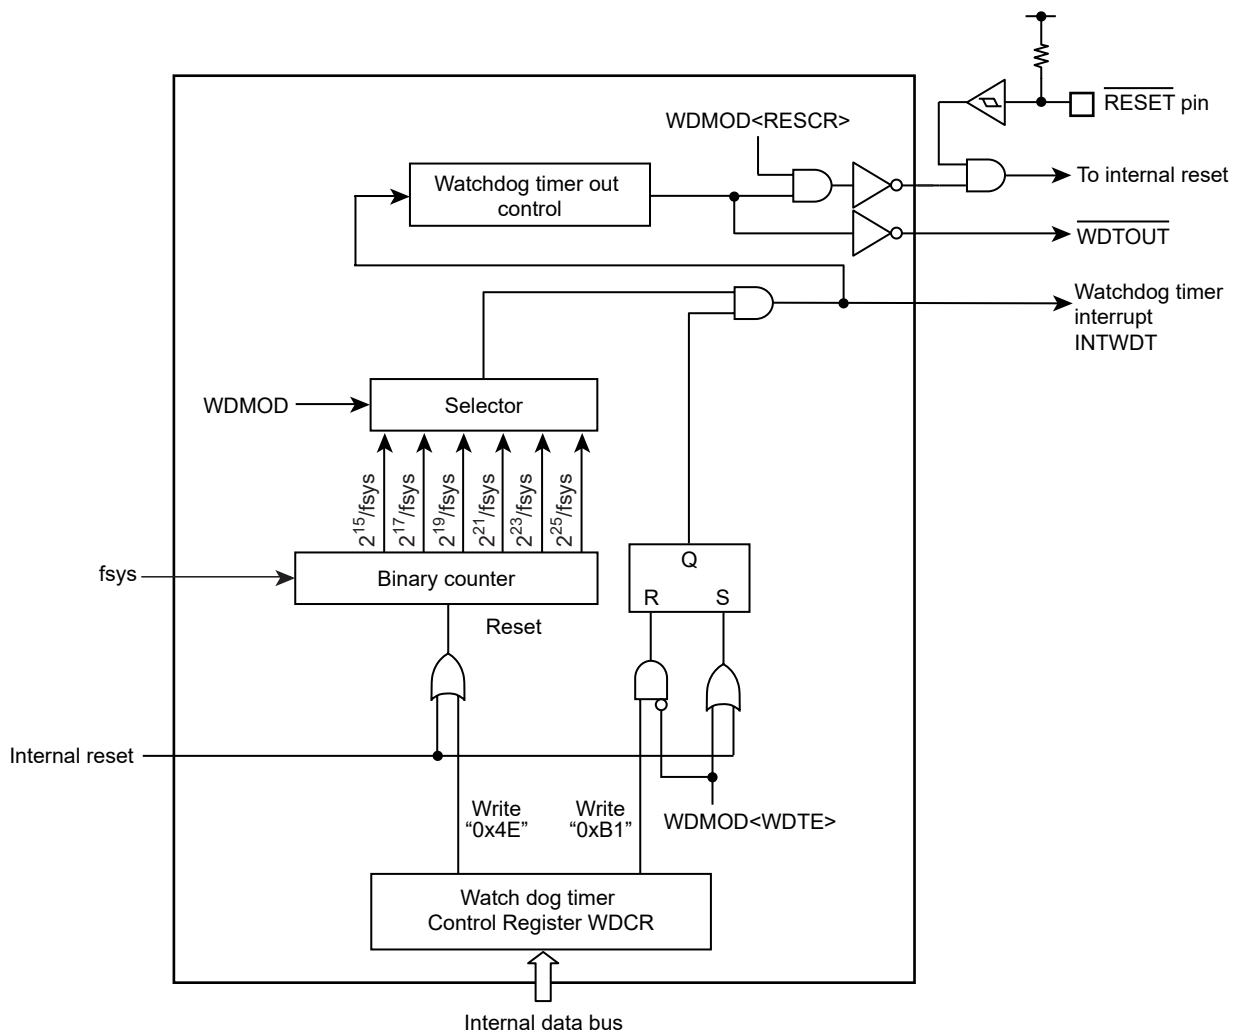 RESET pin
WDMOD<RESCR>
Watchdog timer out
control
To internal reset
WDTOUT
Watchdog timer
interrupt
INTWDT
WDMOD
Selector
2^15/fsys
2^17/fsys
2^19/fsys
2^21/fsys
2^23/fsys
2^25/fsys
fsys
Binary counter
Q
R
S
Reset
Internal reset
Write
“0x4E”
Write
“0xB1”
WDMOD<WDTE>
Watch dog timer
Control Register WDCR
Internal data bus